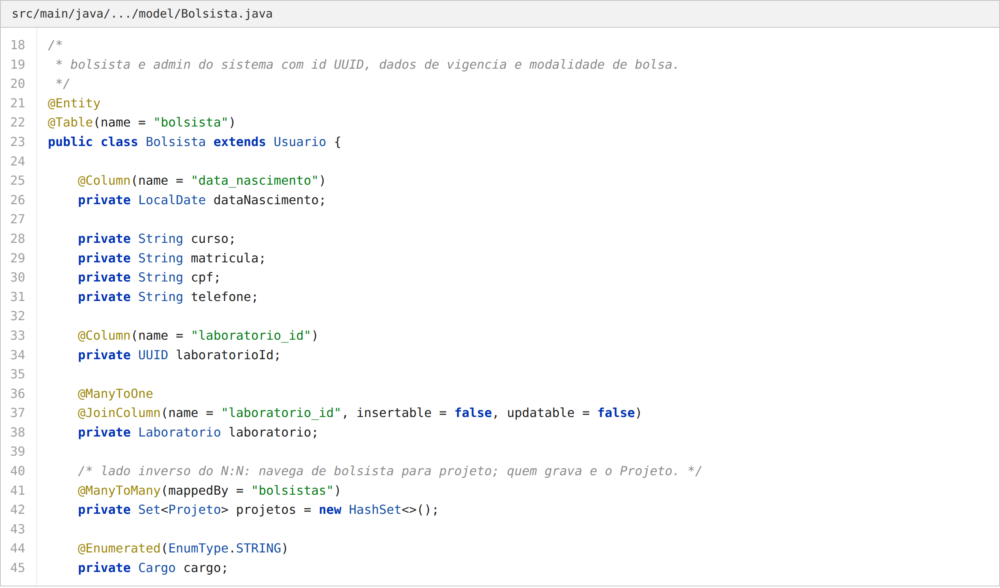 src/main/java/.../model/Bolsista.java
18 /*
19  * bolsista e admin do sistema com id UUID, dados de vigencia e modalidade de bolsa.
20  */
21 @Entity
22 @Table(name = "bolsista")
23 public class Bolsista extends Usuario {
24
25     @Column(name = "data_nascimento")
26     private LocalDate dataNascimento;
27
28     private String curso;
29     private String matricula;
30     private String cpf;
31     private String telefone;
32
33     @Column(name = "laboratorio_id")
34     private UUID laboratorioId;
35
36     @ManyToOne
37     @JoinColumn(name = "laboratorio_id", insertable = false, updatable = false)
38     private Laboratorio laboratorio;
39
40     /* lado inverso do N:N: navega de bolsista para projeto; quem grava e o Projeto. */
41     @ManyToMany(mappedBy = "bolsistas")
42     private Set<Projeto> projetos = new HashSet<>();
43
44     @Enumerated(EnumType.STRING)
45     private Cargo cargo;